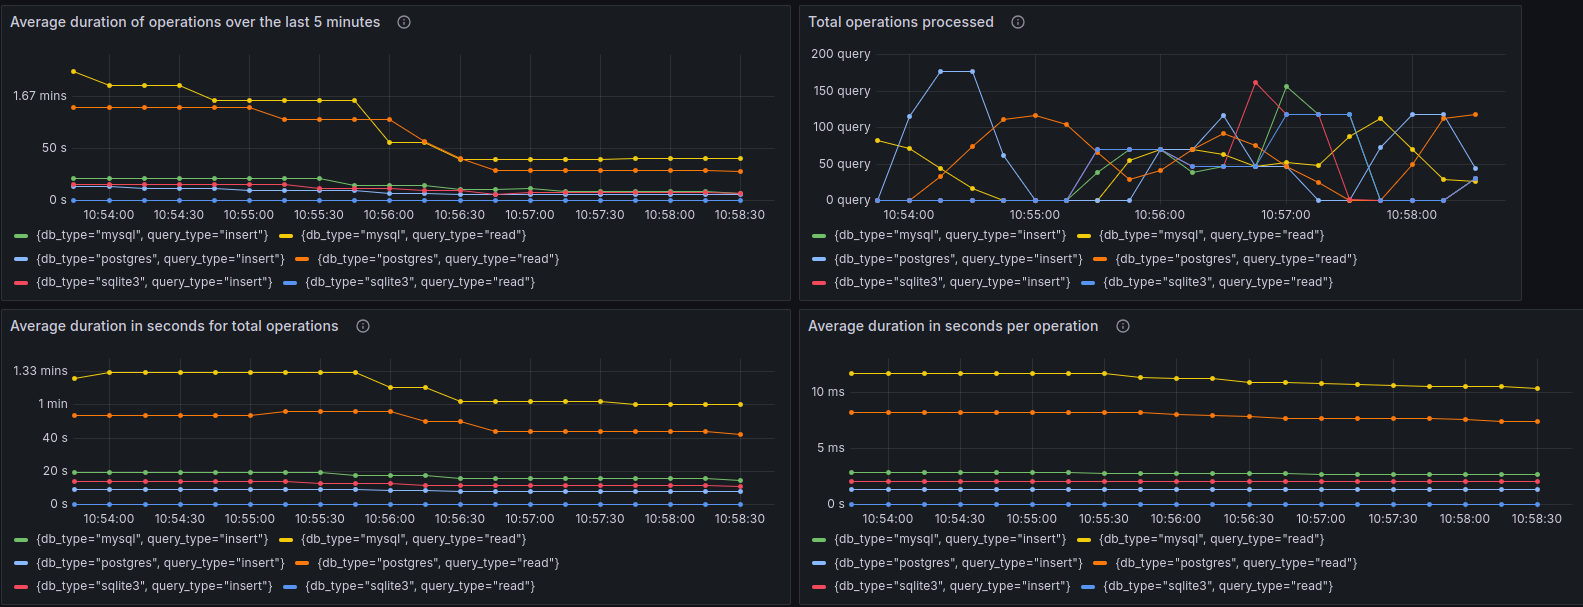 Average duration of operations over the last 5 minutes
1.67 mins
50 s
0 s
10:54:00 10:54:30 10:55:00 10:55:30 10:56:00 10:56:30 10:57:00 10:57:30 10:58:00 10:58:30
{db_type="mysql", query_type="insert"} {db_type="mysql", query_type="read"}
{db_type="postgres", query_type="insert"} {db_type="postgres", query_type="read"}
{db_type="sqlite3", query_type="insert"} {db_type="sqlite3", query_type="read"}
Total operations processed
200 query
150 query
100 query
50 query
0 query
10:54:00 10:55:00 10:56:00 10:57:00 10:58:00
{db_type="mysql", query_type="insert"} {db_type="mysql", query_type="read"}
{db_type="postgres", query_type="insert"} {db_type="postgres", query_type="read"}
{db_type="sqlite3", query_type="insert"} {db_type="sqlite3", query_type="read"}
Average duration in seconds for total operations
1.33 mins
1 min
40 s
20 s
0 s
10:54:00 10:54:30 10:55:00 10:55:30 10:56:00 10:56:30 10:57:00 10:57:30 10:58:00 10:58:30
{db_type="mysql", query_type="insert"} {db_type="mysql", query_type="read"}
{db_type="postgres", query_type="insert"} {db_type="postgres", query_type="read"}
{db_type="sqlite3", query_type="insert"} {db_type="sqlite3", query_type="read"}
Average duration in seconds per operation
10 ms
5 ms
0 s
10:54:00 10:54:30 10:55:00 10:55:30 10:56:00 10:56:30 10:57:00 10:57:30 10:58:00 10:58:30
{db_type="mysql", query_type="insert"} {db_type="mysql", query_type="read"}
{db_type="postgres", query_type="insert"} {db_type="postgres", query_type="read"}
{db_type="sqlite3", query_type="insert"} {db_type="sqlite3", query_type="read"}